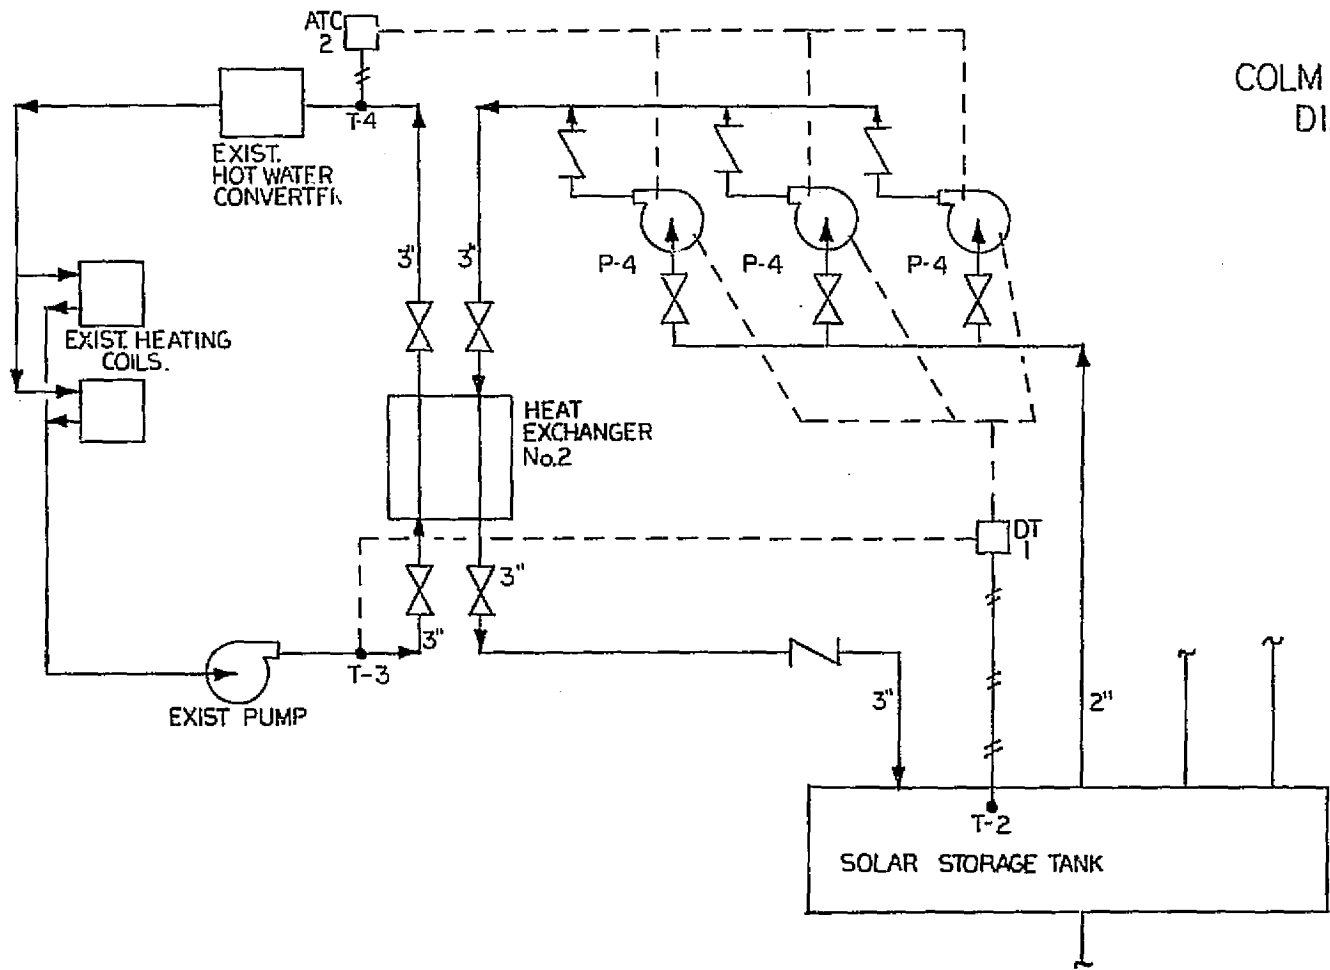 ATC
2
COLM
DI
T-4
EXIST.
HOT WATER
CONVERTER
3"
3"
P-4
P-4
P-4
EXIST. HEATING
COILS.
HEAT
EXCHANGER
No.2
DT
1
3"
3"
T-3
EXIST PUMP
3"
2"
T-2
SOLAR STORAGE TANK